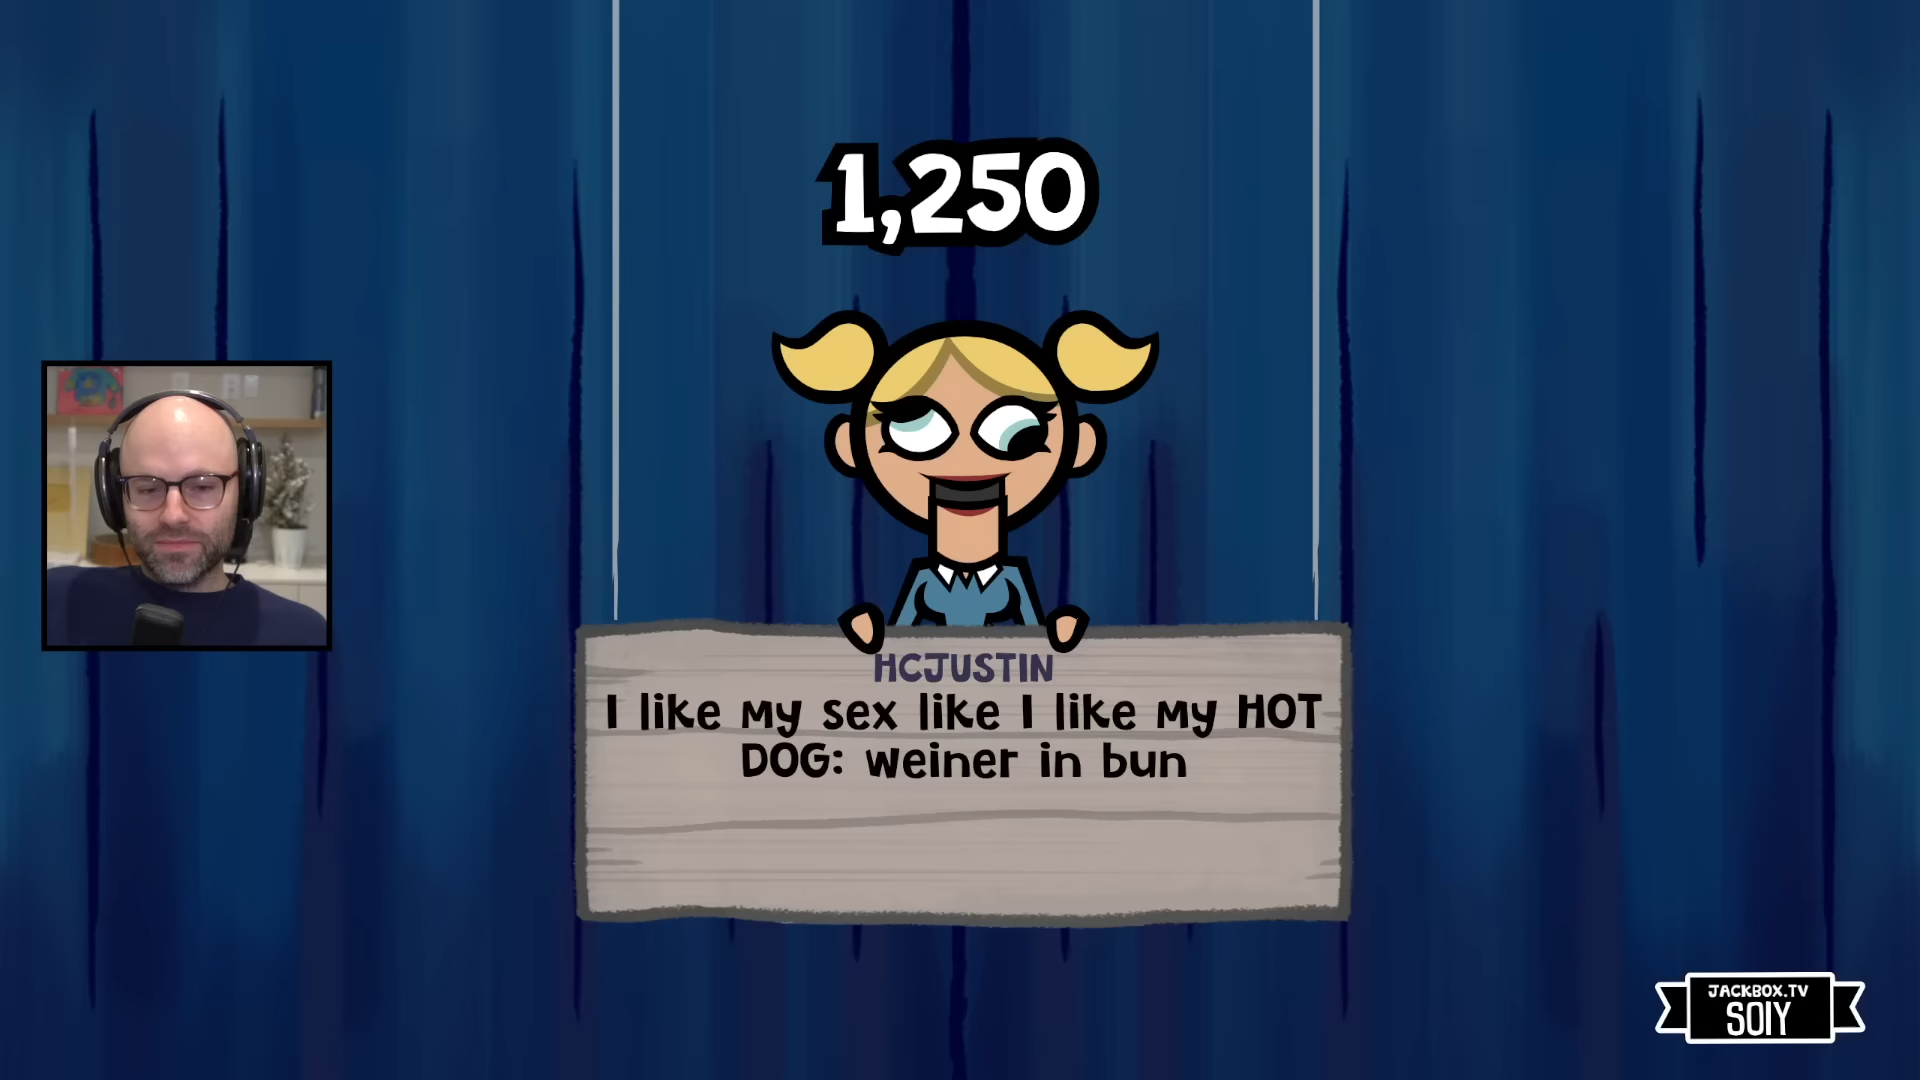 1,250
HCJUSTIN
I like my sex like I like my HOT
DOG: weiner in bun
JACKBOX.TV
SOIY